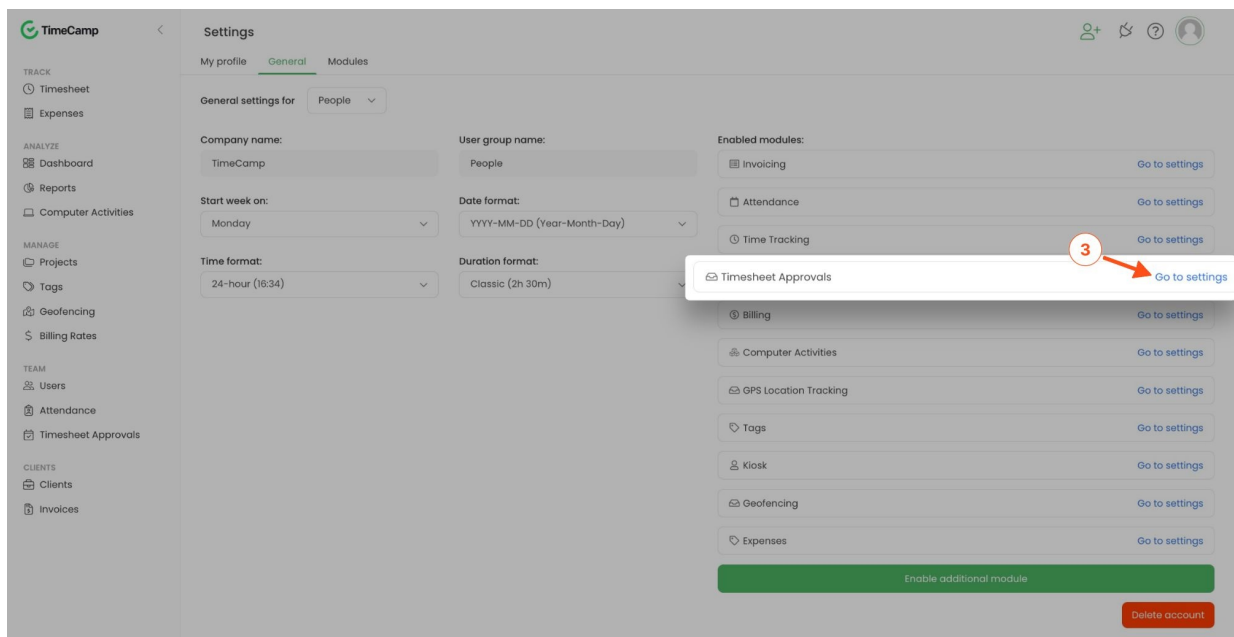 TimeCamp
TRACK
Timesheet
Expenses
ANALYZE
Dashboard
Reports
Computer Activities
MANAGE
Projects
Tags
Geofencing
Billing Rates
TEAM
Users
Attendance
Timesheet Approvals
CLIENTS
Clients
Invoices
Settings
My profile General Modules
General settings for People
Company name:
TimeCamp
Start week on:
Monday
Time format:
24-hour (16:34)
User group name:
People
Date format:
YYYY-MM-DD (Year-Month-Day)
Duration format:
Classic (2h 30m)
Enabled modules:
Invoicing Go to settings
Attendance Go to settings
Time Tracking Go to settings
3
Timesheet Approvals Go to settings
Billing Go to settings
Computer Activities Go to settings
GPS Location Tracking Go to settings
Tags Go to settings
Kiosk Go to settings
Geofencing Go to settings
Expenses Go to settings
Enable additional module
Delete account